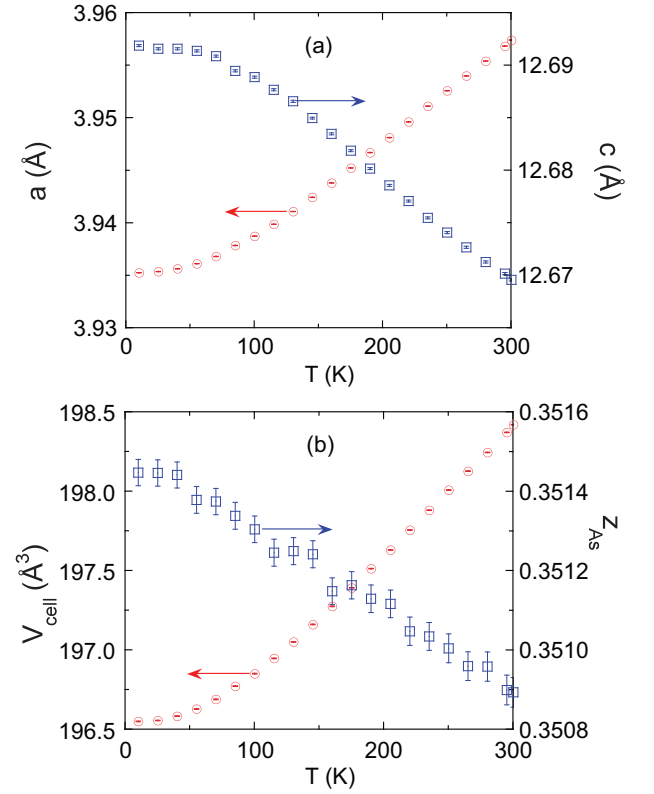 3.96
3.95
3.94
3.93
a (Å)
(a)
12.69
12.68
12.67
c (Å)
0 100 200 300
T (K)
198.5
198.0
197.5
197.0
196.5
V_cell (Å³)
(b)
0.3516
0.3514
0.3512
0.3510
0.3508
z_As
0 100 200 300
T (K)